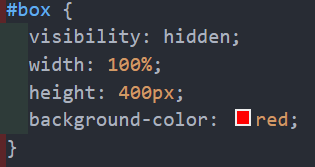 #box {
  visibility: hidden;
  width: 100%;
  height: 400px;
  background-color: red;
}